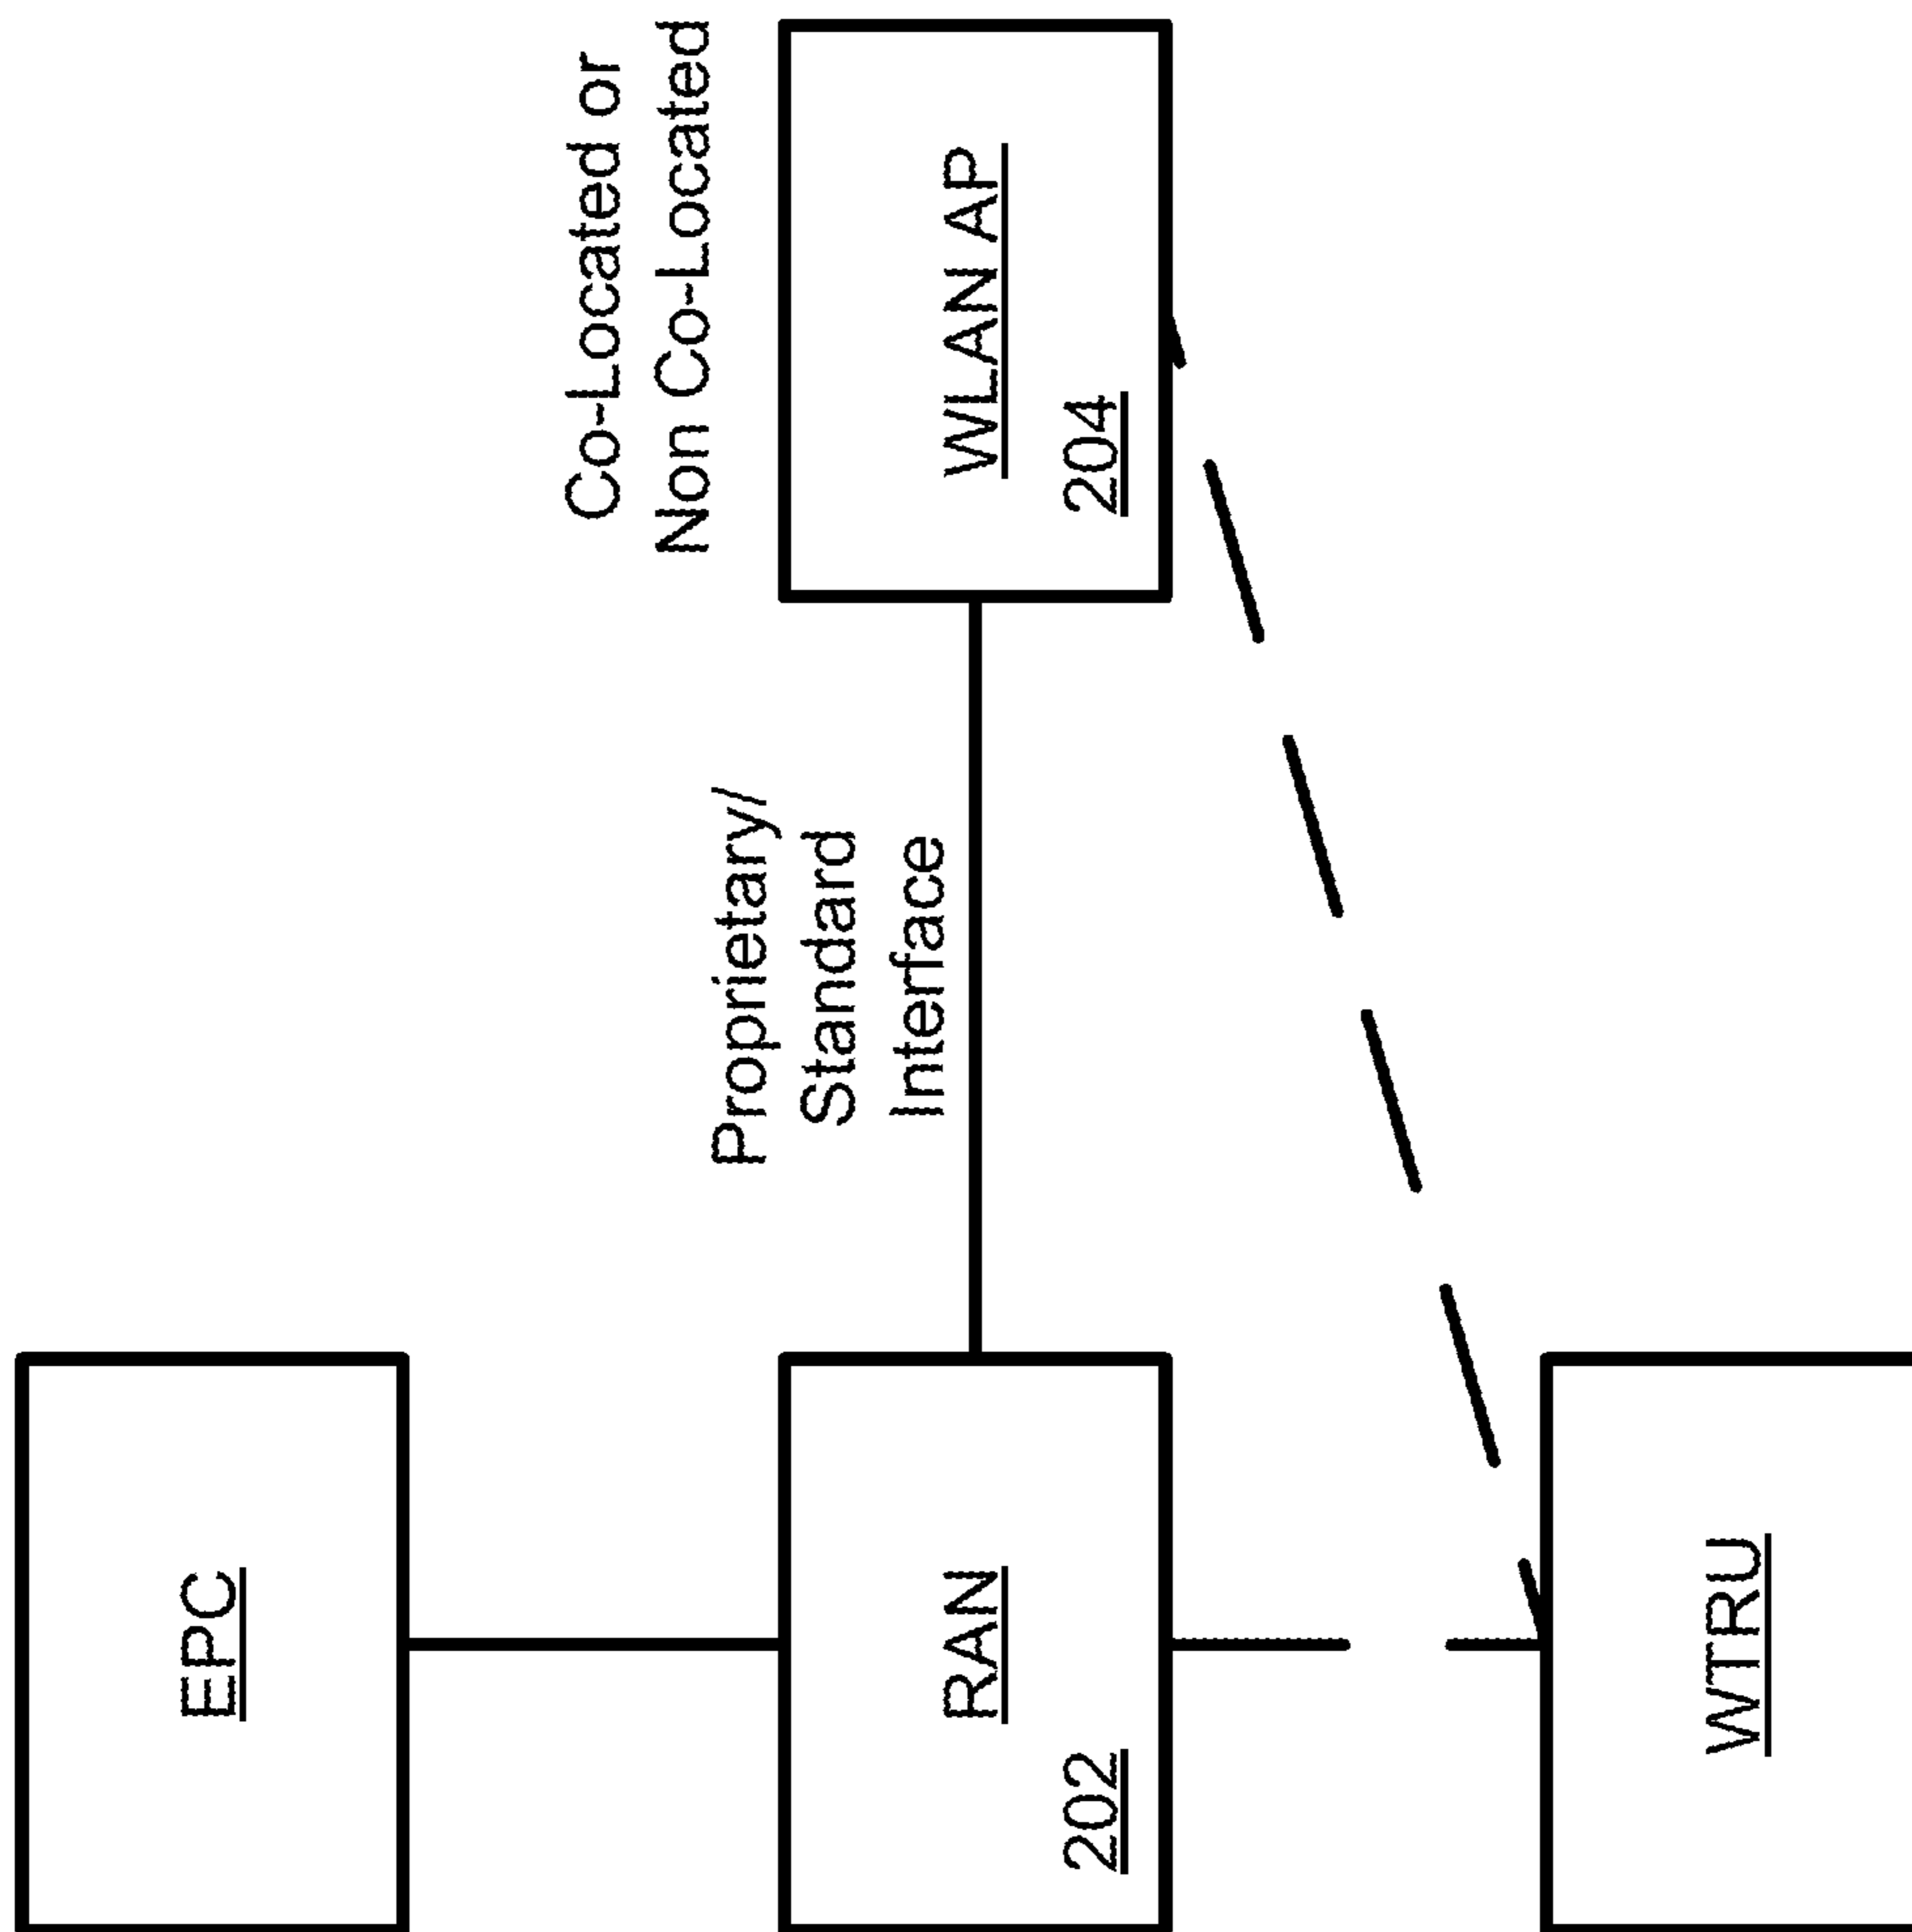 EPC
Co-Located or
Non Co-Located
Proprietary//
Standard
Interface
RAN
202
WLAN AP
204
WTRU